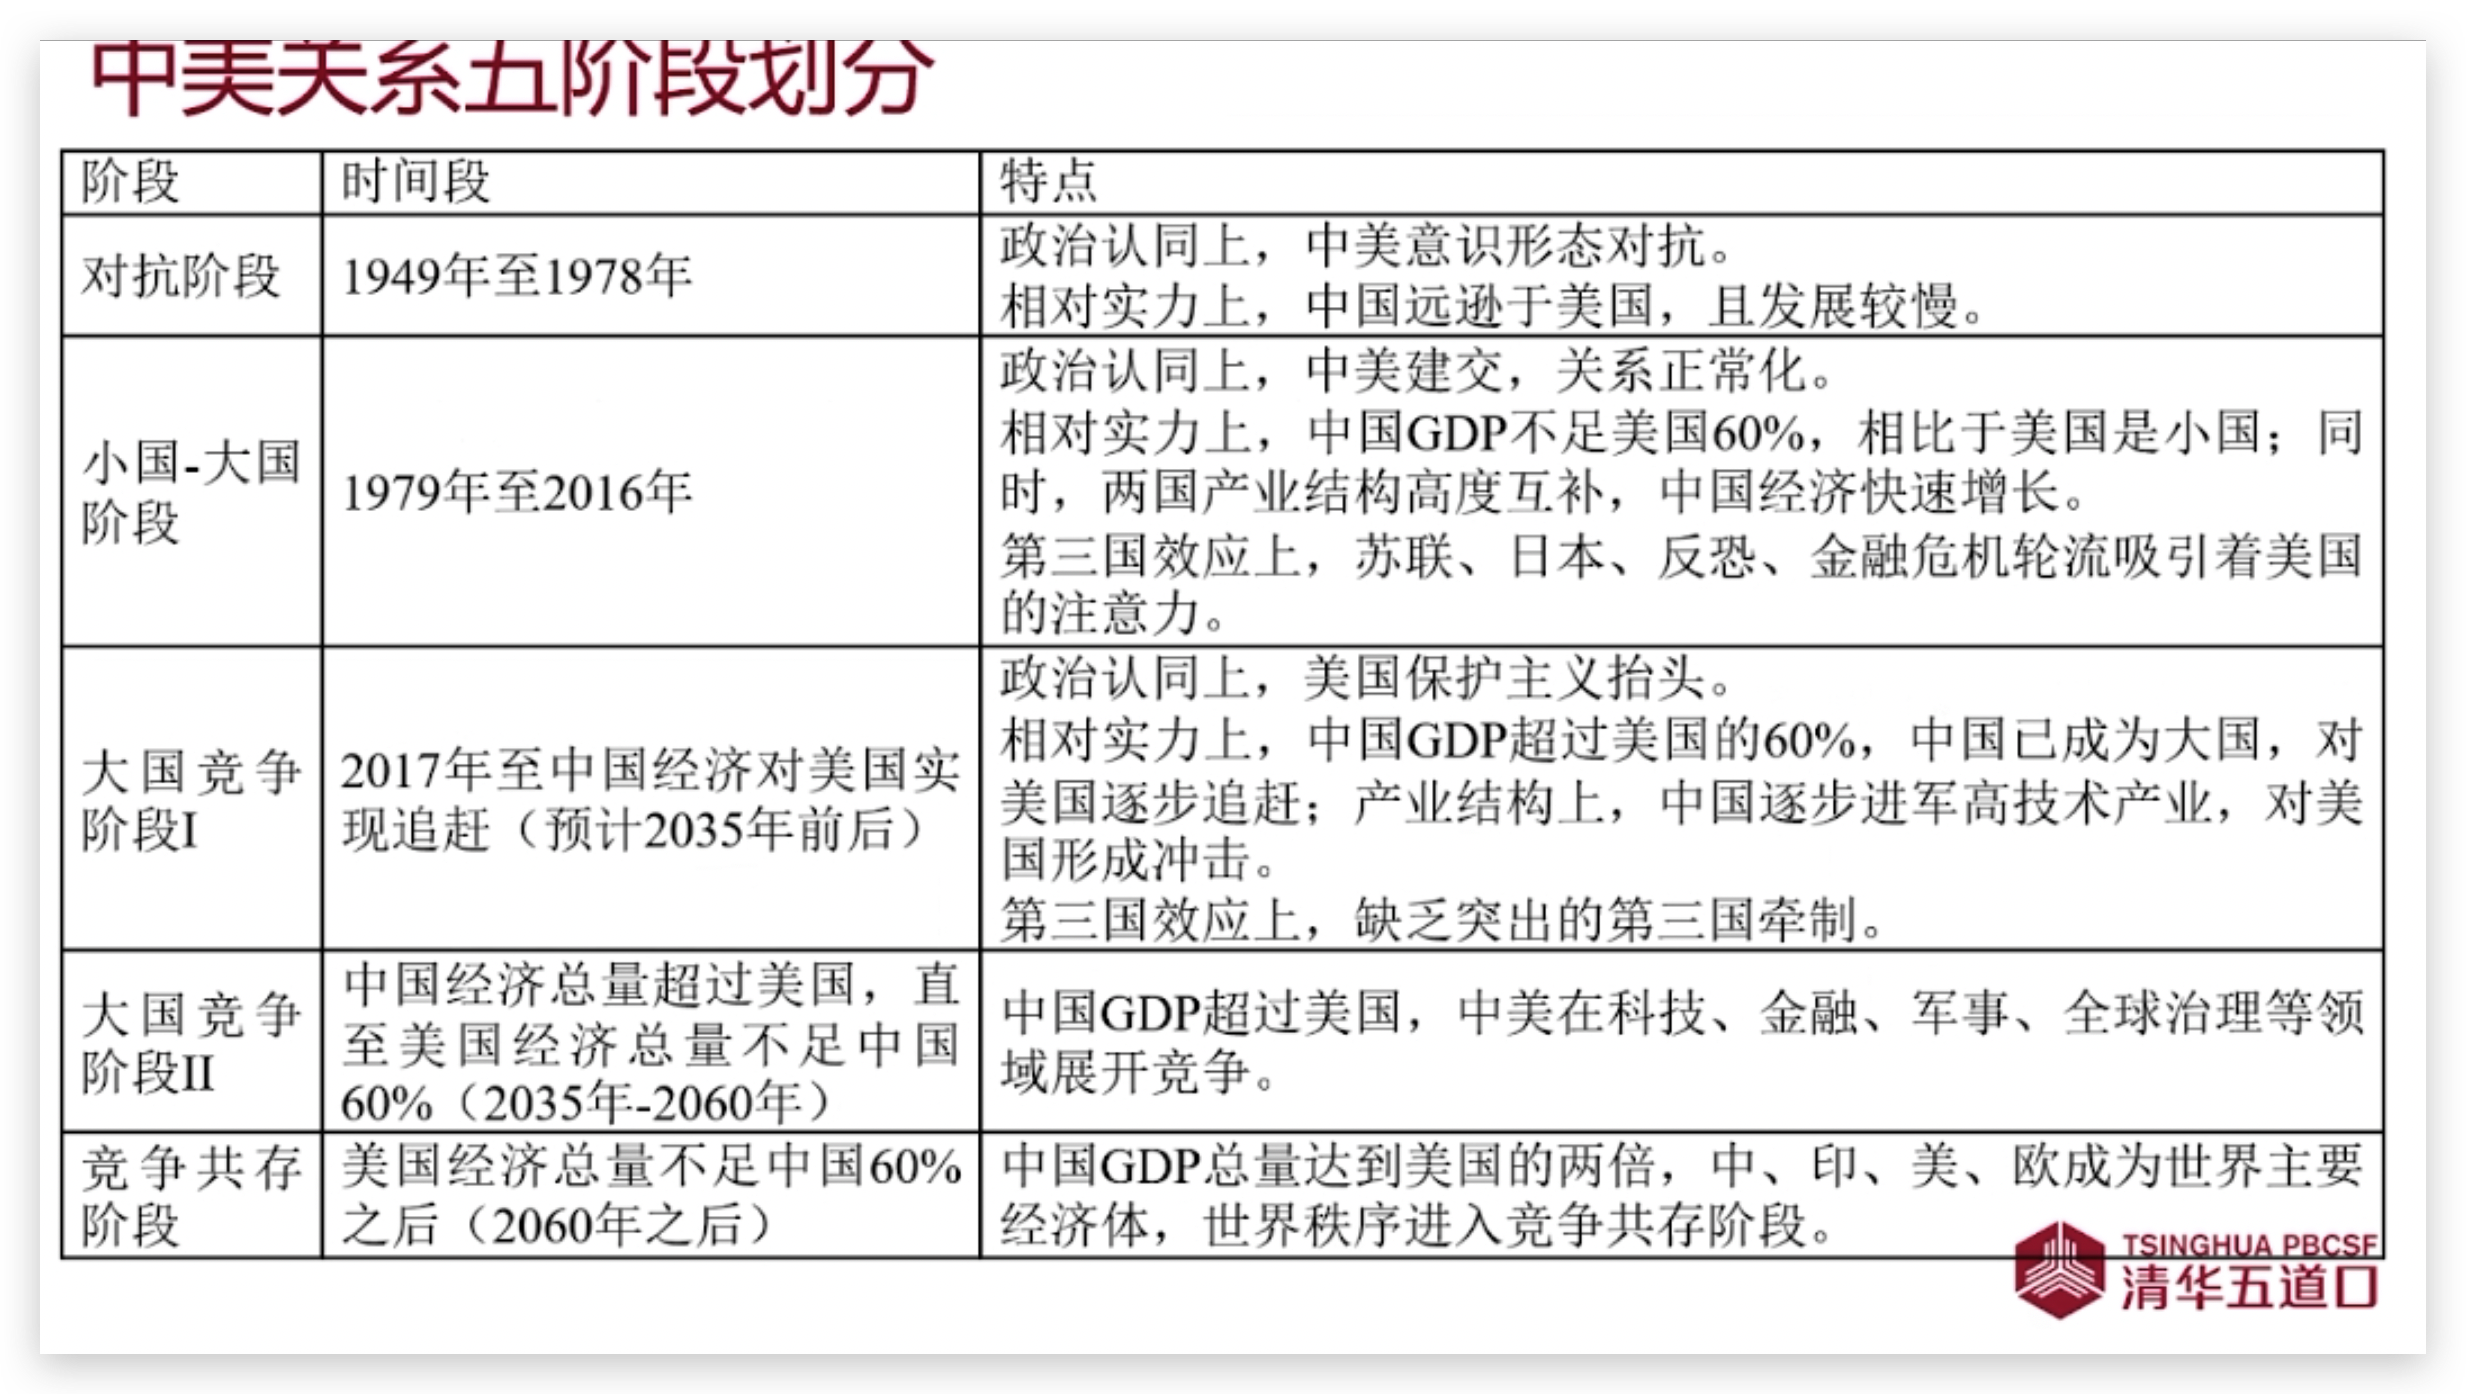 中美关系五阶段划分
阶段
时间段
特点
对抗阶段
1949年至1978年
政治认同上，中美意识形态对抗。
相对实力上，中国远逊于美国，且发展较慢。
小国-大国
阶段
1979年至2016年
政治认同上，中美建交，关系正常化。
相对实力上，中国GDP不足美国60%，相比于美国是小国；同
时，两国产业结构高度互补，中国经济快速增长。
第三国效应上，苏联、日本、反恐、金融危机轮流吸引着美国
的注意力。
大国竞争
阶段I
2017年至中国经济对美国实
现追赶（预计2035年前后）
政治认同上，美国保护主义抬头。
相对实力上，中国GDP超过美国的60%，中国已成为大国，对
美国逐步追赶；产业结构上，中国逐步进军高技术产业，对美
国形成冲击。
第三国效应上，缺乏突出的第三国牵制。
大国竞争
阶段II
中国经济总量超过美国，直
至美国经济总量不足中国
60%（2035年-2060年）
中国GDP超过美国，中美在科技、金融、军事、全球治理等领
域展开竞争。
竞争共存
阶段
美国经济总量不足中国60%
之后（2060年之后）
中国GDP总量达到美国的两倍，中、印、美、欧成为世界主要
经济体，世界秩序进入竞争共存阶段。
TSINGHUA PBCSF
清华五道口